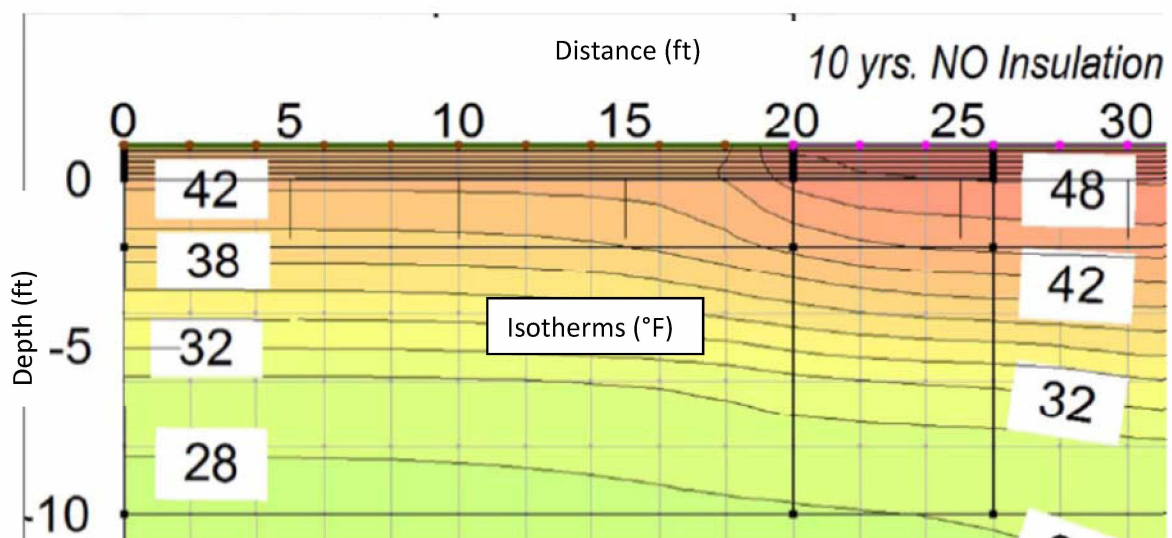 Distance (ft)
10 yrs. NO Insulation
0 5 10 15 20 25 30
0
42
48
38
42
Depth (ft)
Isotherms (°F)
-5
32
32
28
-10